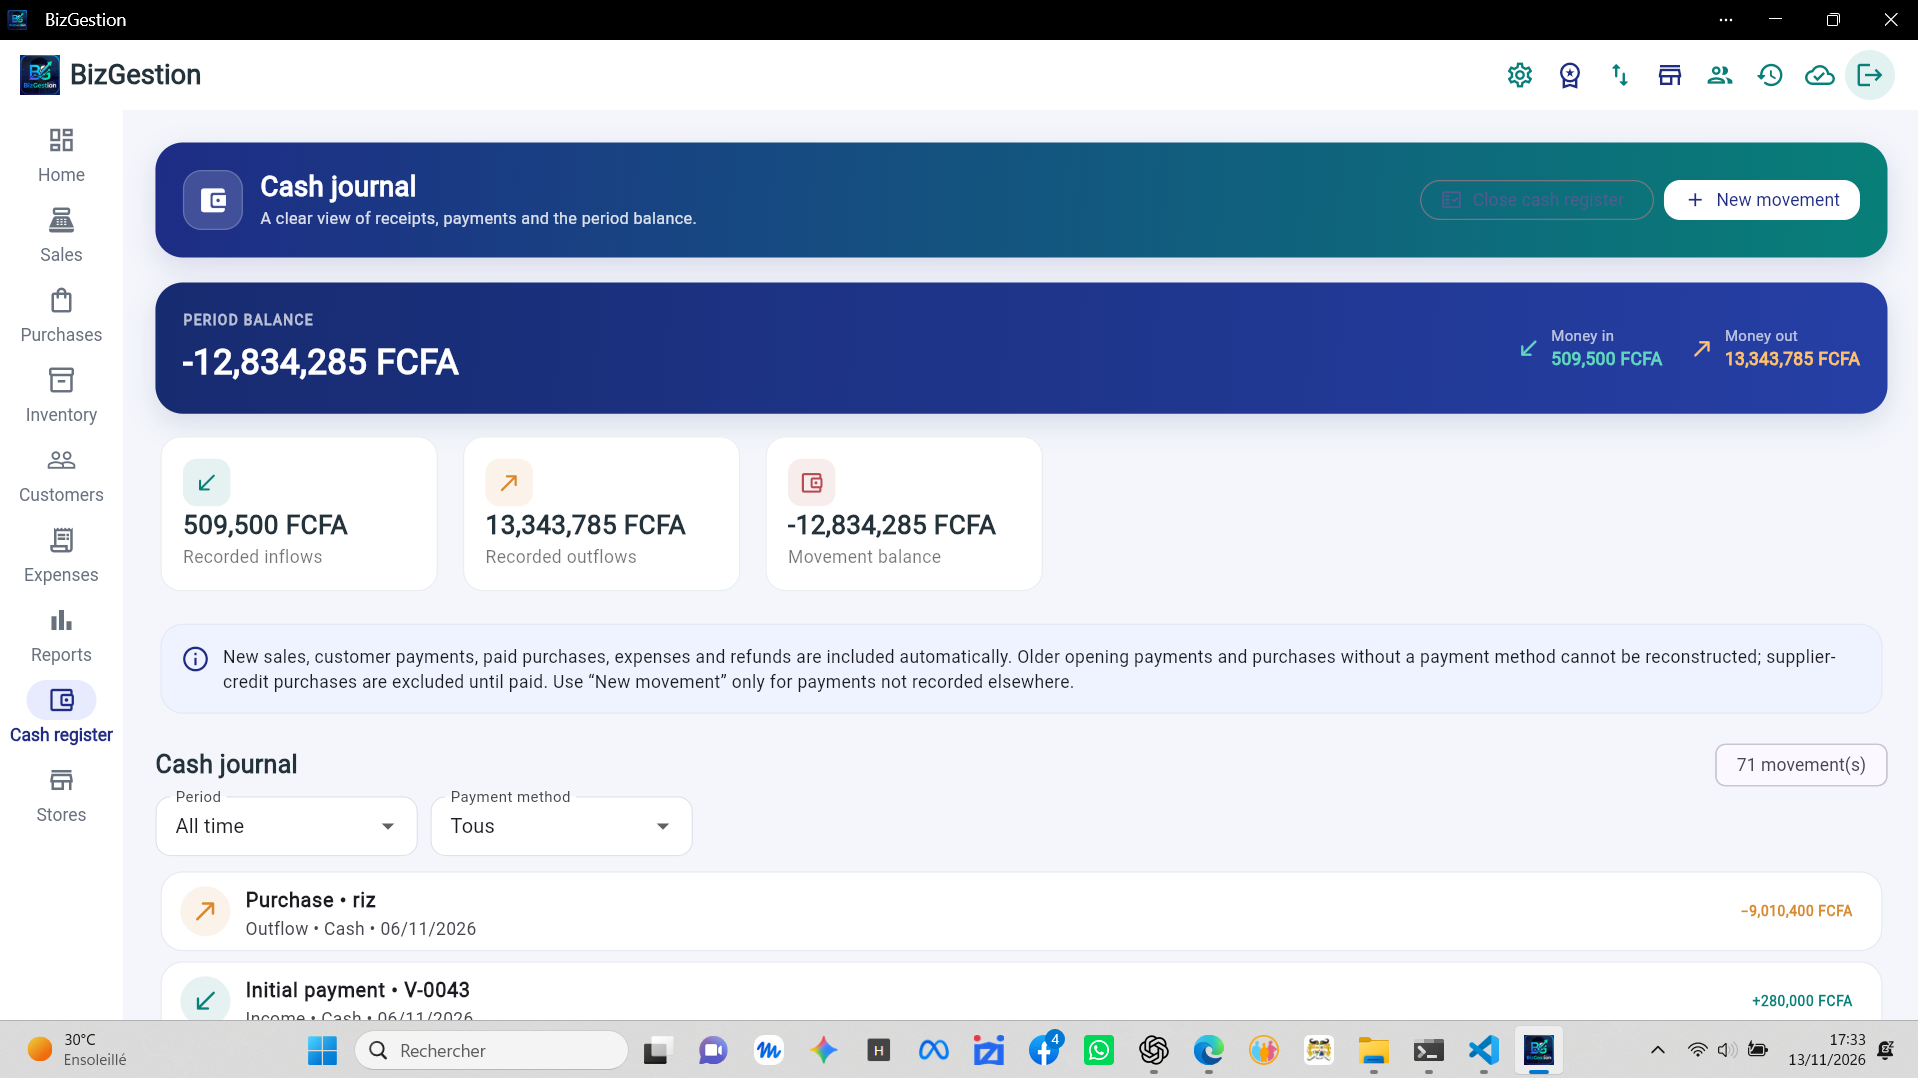 BizGestion
BizGestion
Home
Sales
Purchases
Inventory
Customers
Expenses
Reports
Cash register
Stores
Cash journal
A clear view of receipts, payments and the period balance.
Close cash register
+ New movement
PERIOD BALANCE
-12,834,285 FCFA
Money in
509,500 FCFA
Money out
13,343,785 FCFA
509,500 FCFA
Recorded inflows
13,343,785 FCFA
Recorded outflows
-12,834,285 FCFA
Movement balance
New sales, customer payments, paid purchases, expenses and refunds are included automatically. Older opening payments and purchases without a payment method cannot be reconstructed; supplier-
credit purchases are excluded until paid. Use “New movement” only for payments not recorded elsewhere.
Cash journal
71 movement(s)
Period
All time
Payment method
Tous
Purchase • riz
Outflow • Cash • 06/11/2026
−9,010,400 FCFA
Initial payment • V-0043
Income • Cash • 06/11/2026
+280,000 FCFA
30°C
Ensoleillé
Rechercher
H
4
17:33
13/11/2026